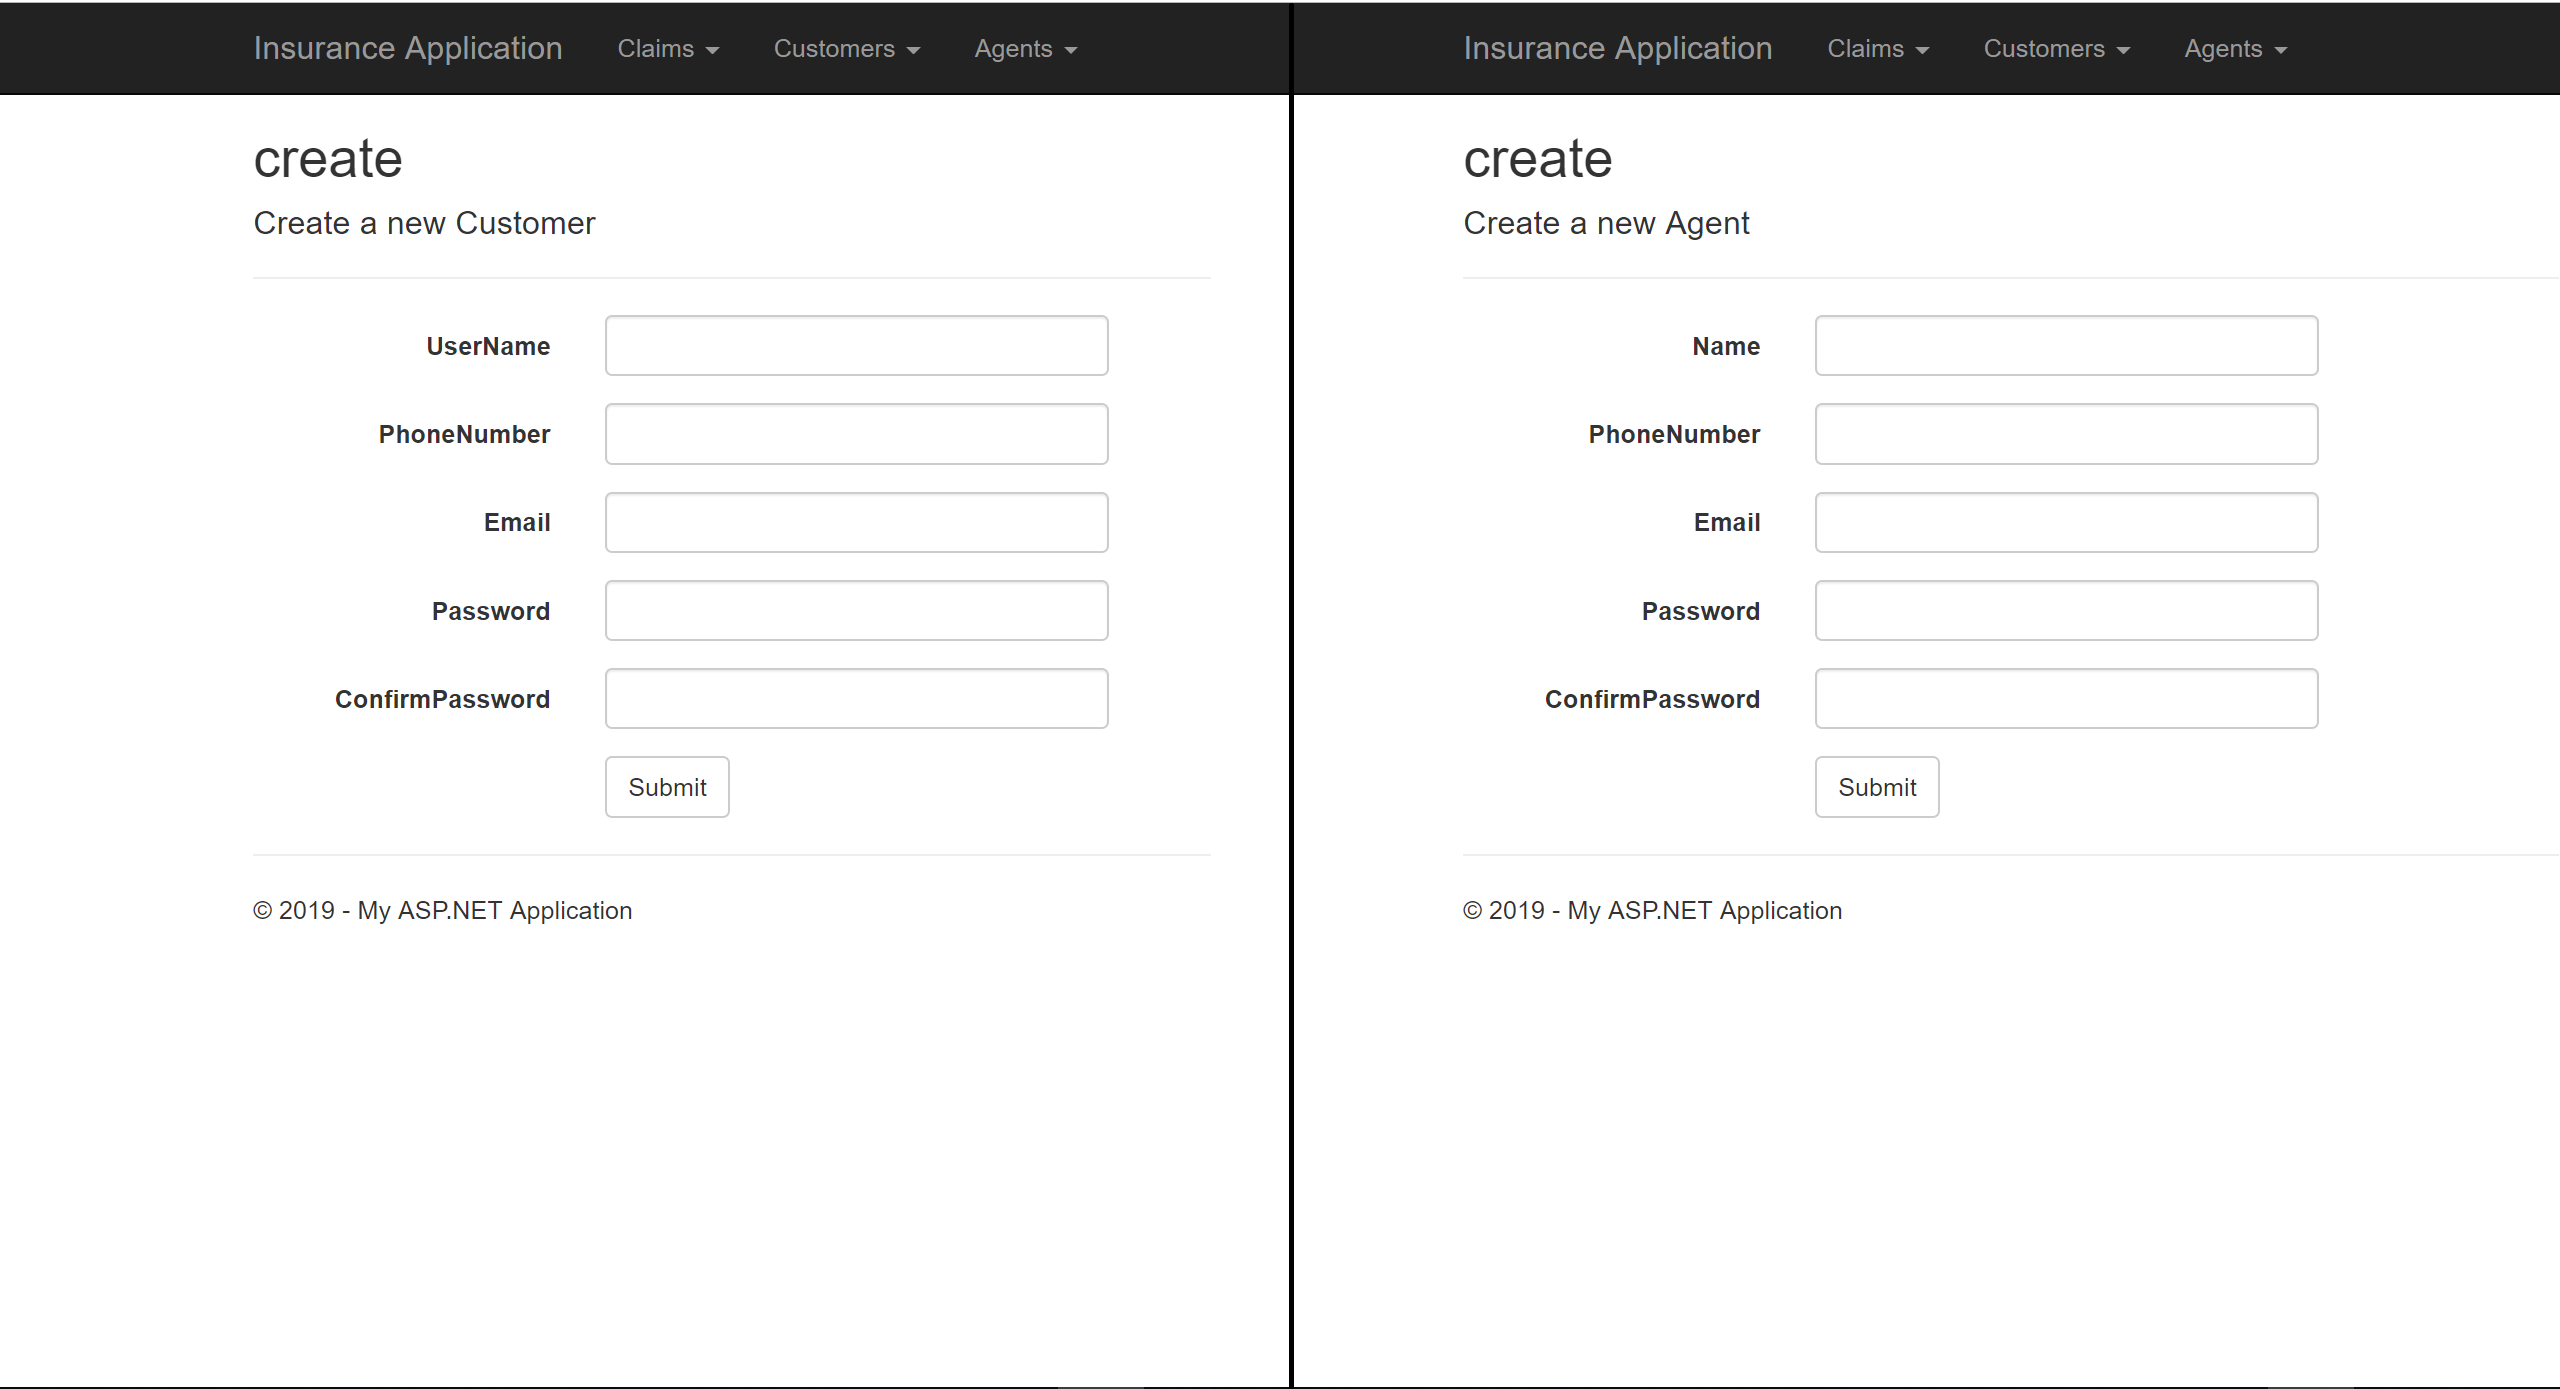 Insurance Application Claims Customers Agents
create
Create a new Customer
UserName
PhoneNumber
Email
Password
ConfirmPassword
Submit
© 2019 - My ASP.NET Application
Insurance Application Claims Customers Agents
create
Create a new Agent
Name
PhoneNumber
Email
Password
ConfirmPassword
Submit
© 2019 - My ASP.NET Application